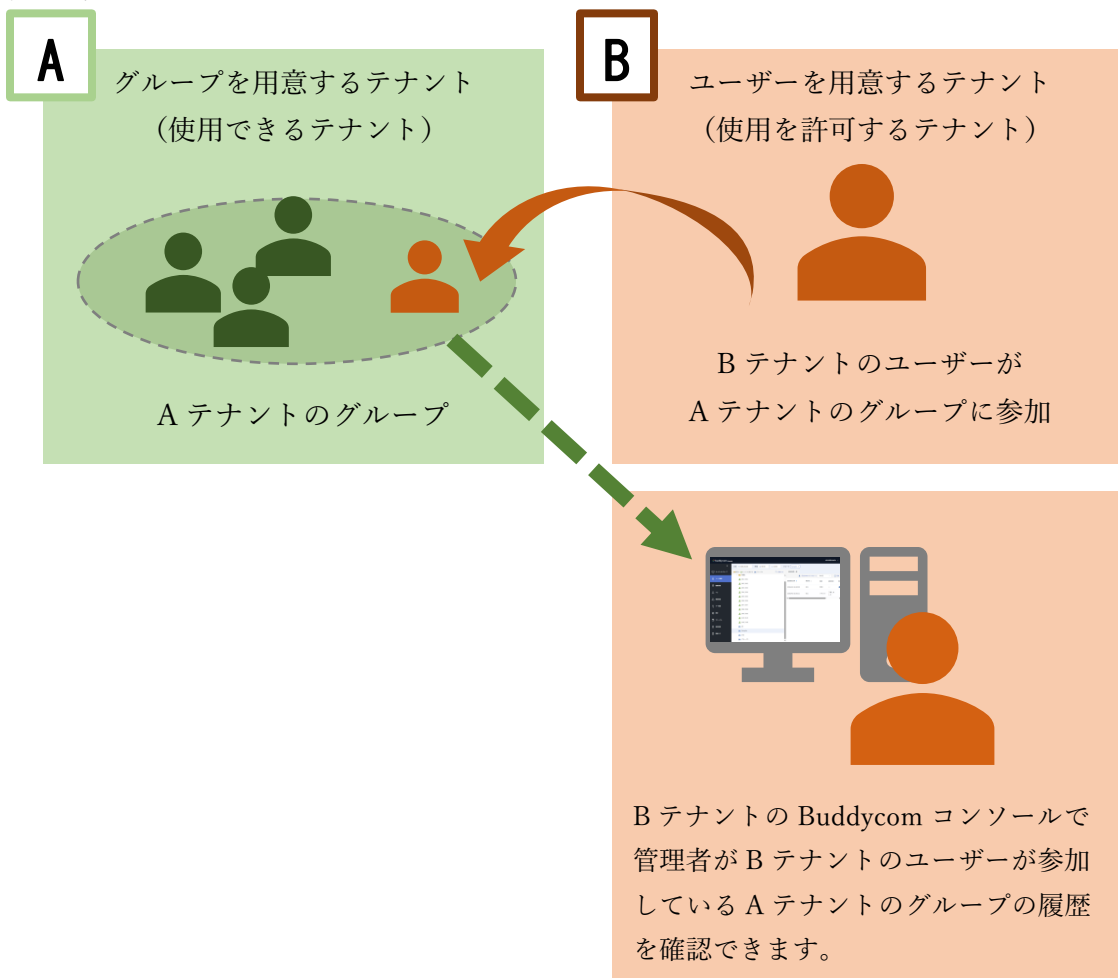 A
グループを用意するテナント
（使用できるテナント）
A テナントのグループ
B
ユーザーを用意するテナント
（使用を許可するテナント）
B テナントのユーザーが
A テナントのグループに参加
B テナントの Buddycom コンソールで
管理者が B テナントのユーザーが参加
している A テナントのグループの履歴
を確認できます。